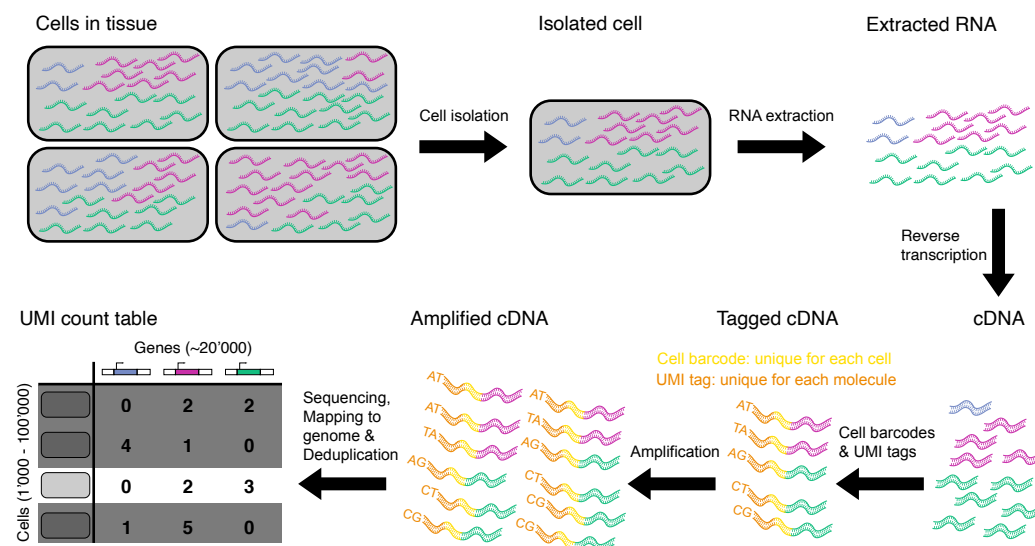 Cells in tissue
Isolated cell
Extracted RNA
Cell isolation
RNA extraction
Reverse
transcription
UMI count table
Amplified cDNA
Tagged cDNA
cDNA
Genes (~20'000)
Cells (1'000 - 100'000)
0 2 2
4 1 0
0 2 3
1 5 0
Sequencing,
Mapping to
genome &
Deduplication
AT
AT
TA
AG
CT
CG
AT
TA
AG
CT
CG
CG
Amplification
Cell barcode: unique for each cell
UMI tag: unique for each molecule
AT
TA
AG
CT
CG
Cell barcodes
& UMI tags